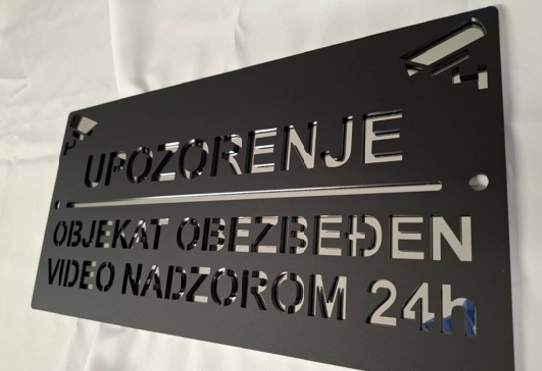 UPOZORENJE
OBJEKAT OBEZBEĐEN
VIDEO NADZOROM 24h